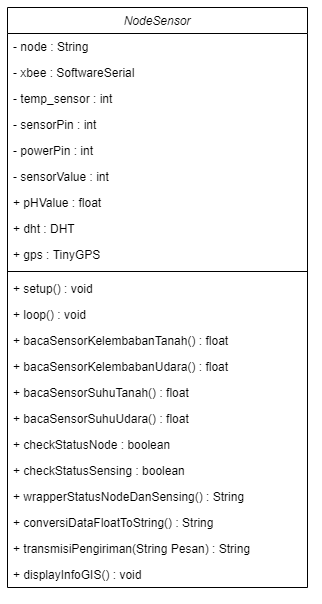 NodeSensor
- node : String
- xbee : SoftwareSerial
- temp_sensor : int
- sensorPin : int
- powerPin : int
- sensorValue : int
+ pHValue : float
+ dht : DHT
+ gps : TinyGPS
+ setup() : void
+ loop() : void
+ bacaSensorKelembabanTanah() : float
+ bacaSensorKelembabanUdara() : float
+ bacaSensorSuhuTanah() : float
+ bacaSensorSuhuUdara() : float
+ checkStatusNode : boolean
+ checkStatusSensing : boolean
+ wrapperStatusNodeDanSensing() : String
+ conversiDataFloatToString() : String
+ transmisiPengiriman(String Pesan) : String
+ displayInfoGIS() : void